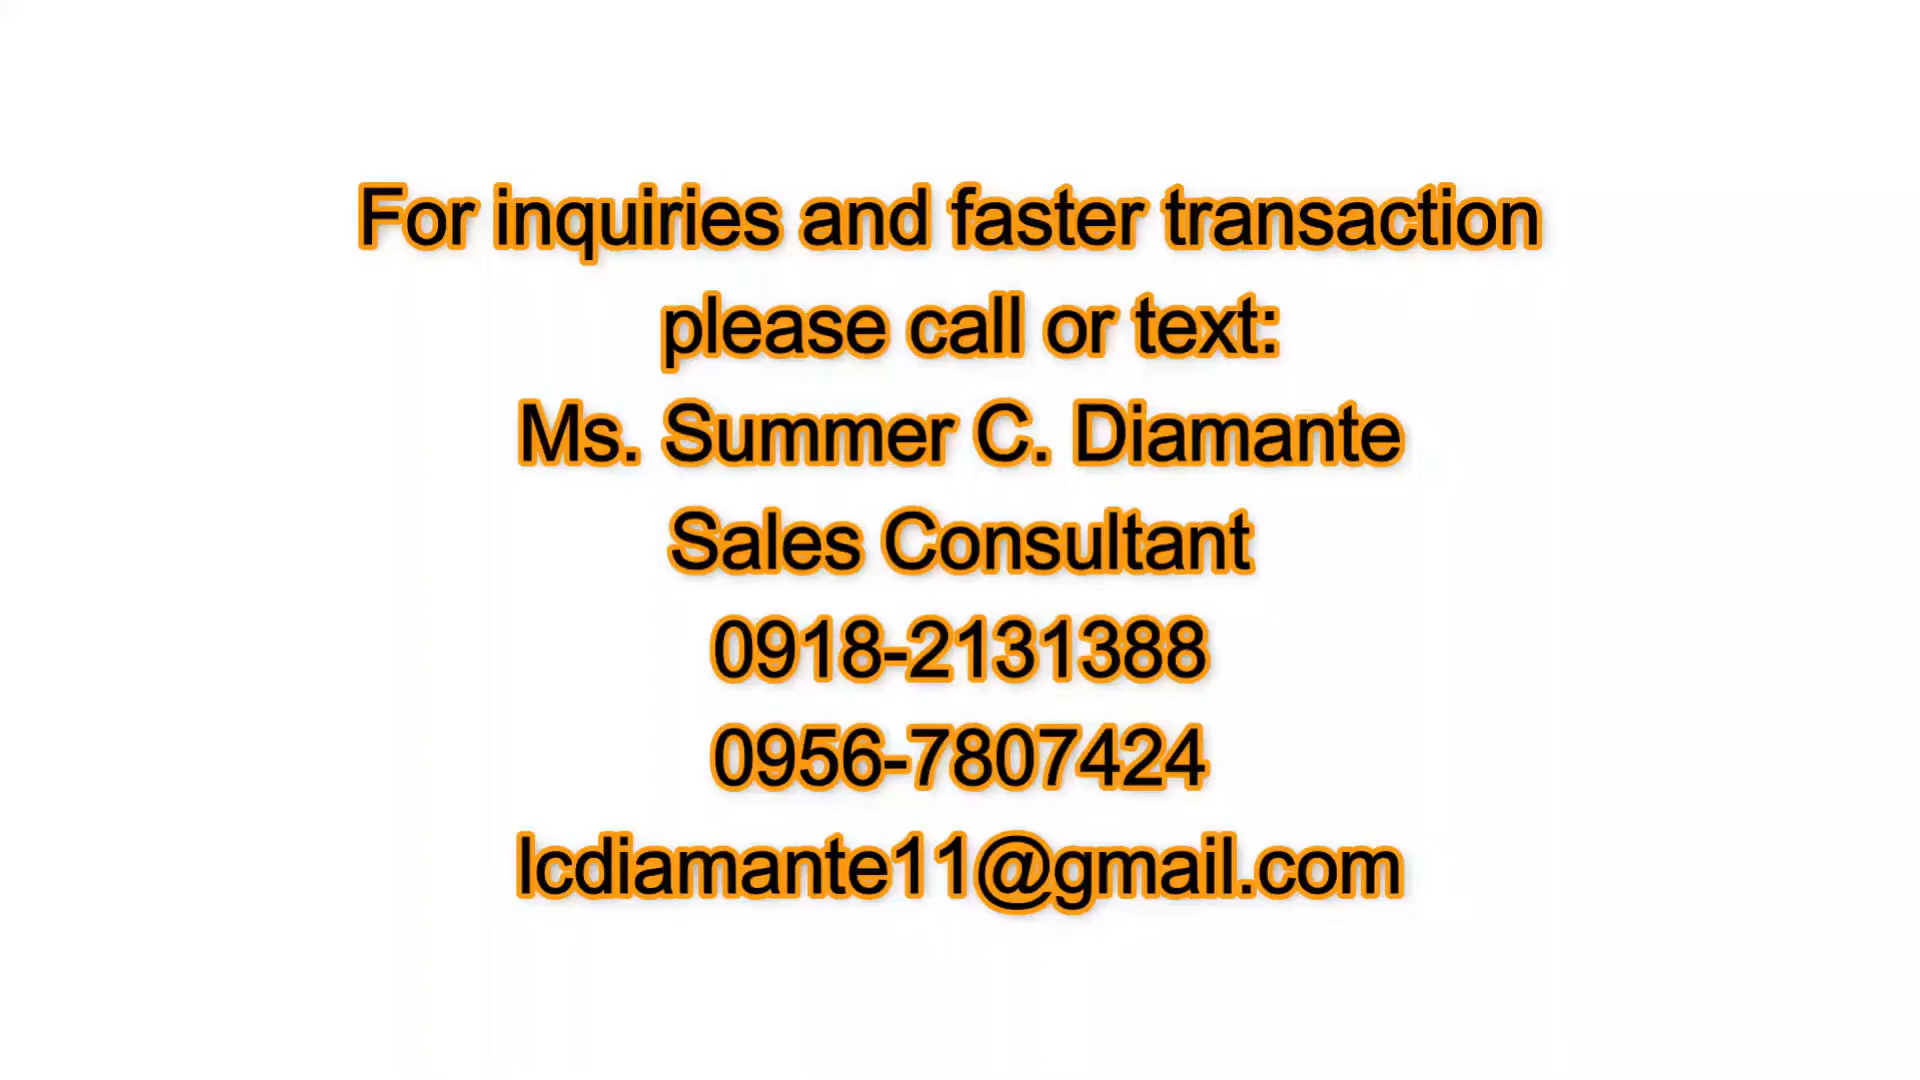 For inquiries and faster transaction
please call or text:
Ms. Summer C. Diamante
Sales Consultant
0918-2131388
0956-7807424
lcdiamante11@gmail.com